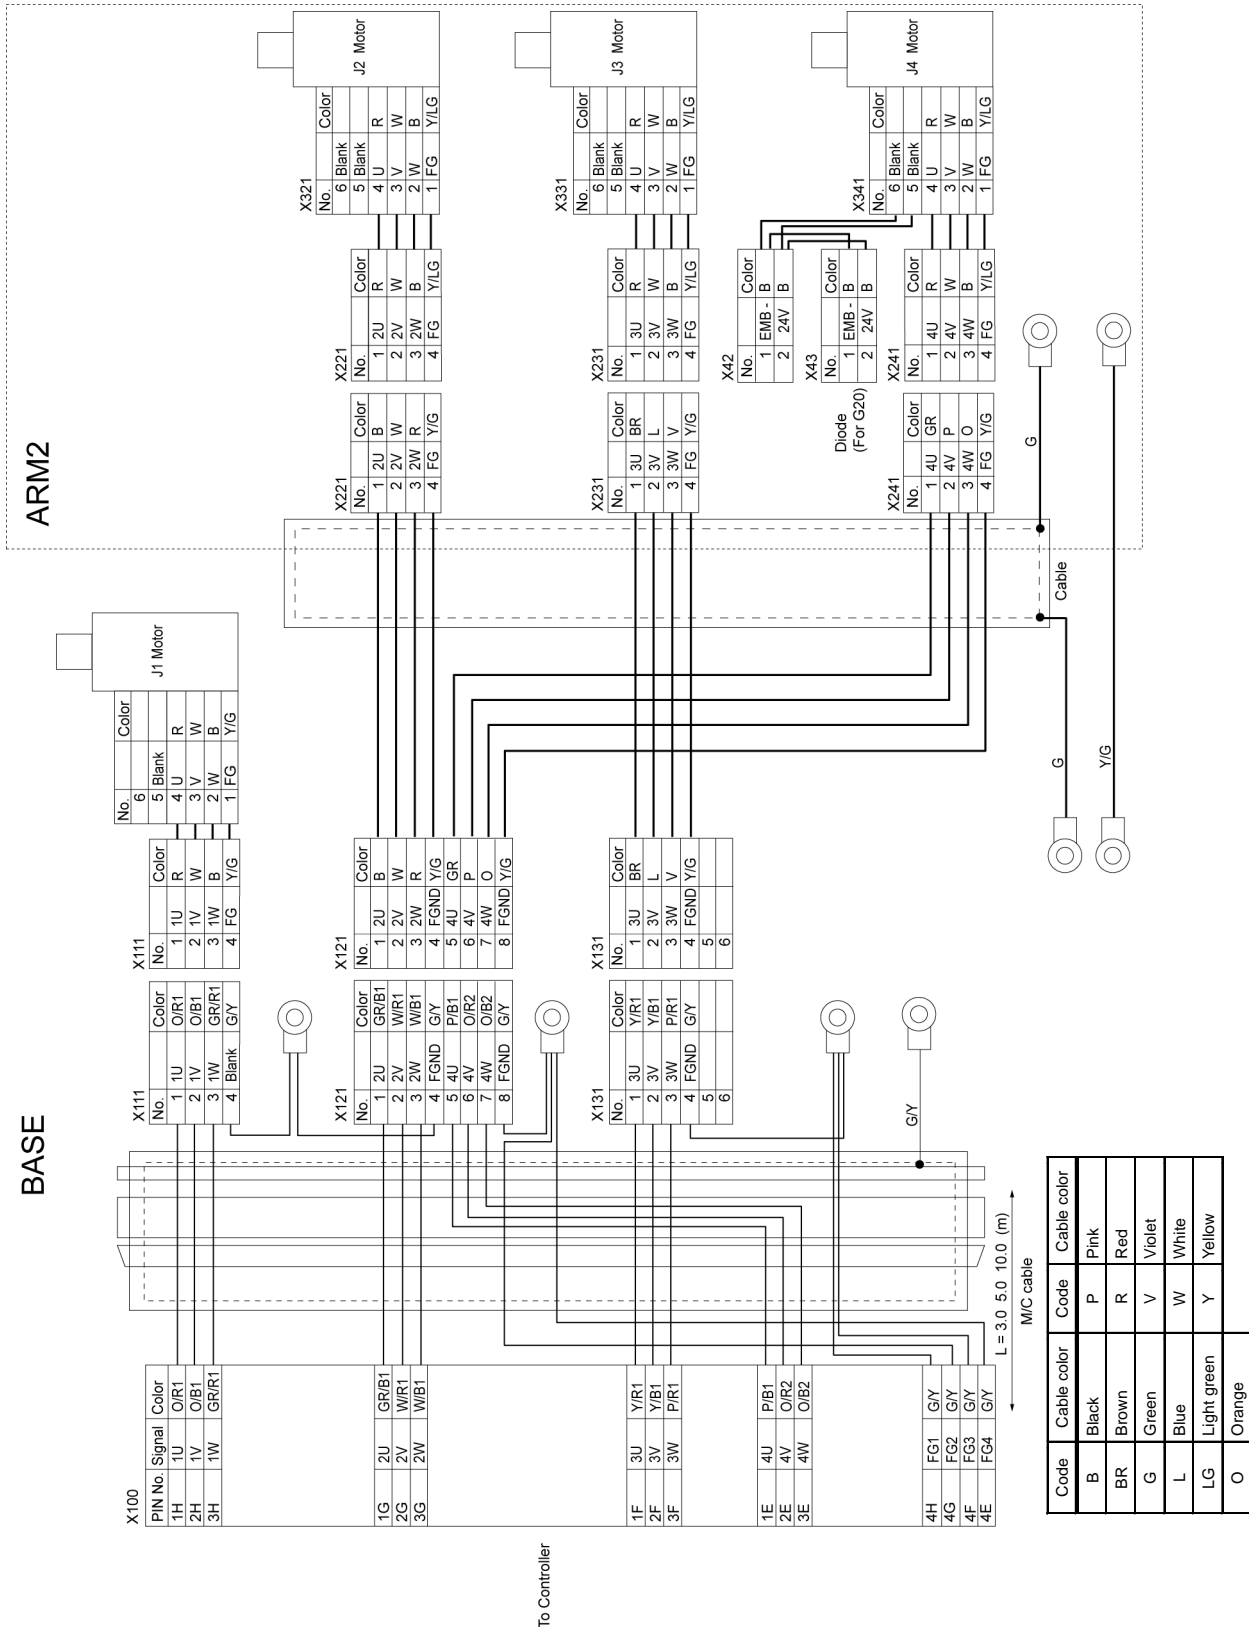 BASE
ARM2
To Controller
X100
PIN No. Signal Color
1H 1U O/R1
2H 1V O/B1
3H 1W GR/R1
1G 2U GR/B1
2G 2V W/R1
3G 2W W/B1
1F 3U Y/R1
2F 3V Y/B1
3F 3W P/R1
1E 4U P/B1
2E 4V O/R2
3E 4W O/B2
4H FG1 G/Y
4G FG2 G/Y
4F FG3 G/Y
4E FG4 G/Y
L = 3.0 5.0 10.0 (m)
M/C cable
G/Y
X111
No. Color
1 1U O/R1
2 1V O/B1
3 1W GR/R1
4 Blank G/Y
X121
No. Color
1 2U GR/B1
2 2V W/R1
3 2W W/B1
4 FGND G/Y
5 4U P/B1
6 4V O/R2
7 4W O/B2
8 FGND G/Y
X131
No. Color
1 3U Y/R1
2 3V Y/B1
3 3W P/R1
4 FGND G/Y
5
6
X111
No. Color
1 1U R
2 1V W
3 1W B
4 FG Y/G
X121
No. Color
1 2U B
2 2V W
3 2W R
4 FGND Y/G
5 4U GR
6 4V P
7 4W O
8 FGND Y/G
X131
No. Color
1 3U BR
2 3V L
3 3W V
4 FGND Y/G
5
6
No. Color
6
5 Blank
4 U R
3 V W
2 W B
1 FG Y/G
J1 Motor
Cable
G
Y/G
G
X221
No. Color
1 2U B
2 2V W
3 2W R
4 FG Y/G
X231
No. Color
1 3U BR
2 3V L
3 3W V
4 FG Y/G
X241
No. Color
1 4U GR
2 4V P
3 4W O
4 FG Y/G
X221
No. Color
1 2U R
2 2V W
3 2W B
4 FG Y/LG
X231
No. Color
1 3U R
2 3V W
3 3W B
4 FG Y/LG
X42
No. Color
1 EMB - B
2 24V B
X43
No. Color
1 EMB - B
2 24V B
Diode
(For G20)
X241
No. Color
1 4U R
2 4V W
3 4W B
4 FG Y/LG
X321
No. Color
6 Blank
5 Blank
4 U R
3 V W
2 W B
1 FG Y/LG
J2 Motor
X331
No. Color
6 Blank
5 Blank
4 U R
3 V W
2 W B
1 FG Y/LG
J3 Motor
X341
No. Color
6 Blank
5 Blank
4 U R
3 V W
2 W B
1 FG Y/LG
J4 Motor
Code Cable color Code Cable color
B Black P Pink
BR Brown R Red
G Green V Violet
L Blue W White
LG Light green Y Yellow
O Orange